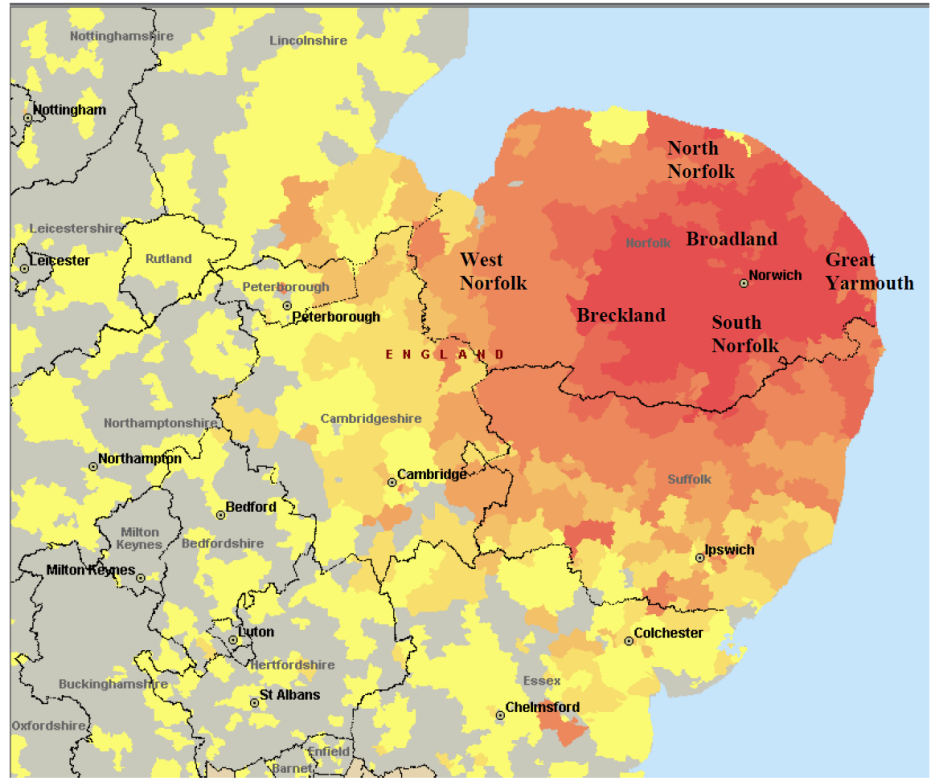 Nottinghamshire
Lincolnshire
Nottingham
North
Norfolk
Leicestershire
Norfolk
Broadland
Leicester
Rutland
West
Norfolk
Great
Yarmouth
Norwich
Peterborough
Peterborough
Breckland
South
Norfolk
ENGLAND
Northamptonshire
Cambridgeshire
Northampton
Cambridge
Suffolk
Bedford
Milton
Keynes
Bedfordshire
Ipswich
Milton Keynes
Luton
Colchester
Hertfordshire
Buckinghamshire
St Albans
Essex
Chelmsford
Oxfordshire
Enfield
Barnet